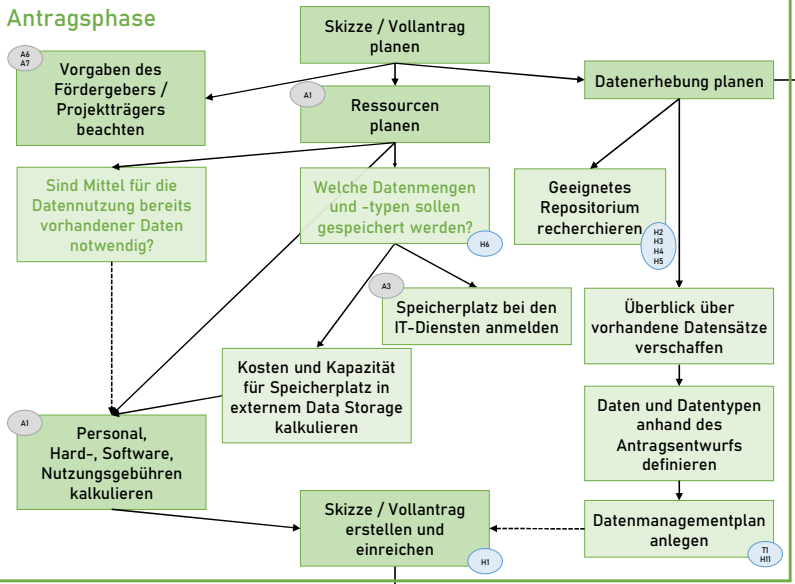 Antragsphase
Skizze / Vollantrag
planen
A6
A7
Vorgaben des
Fördergebers /
Projektträgers
beachten
A1
Ressourcen
planen
Datenerhebung planen
Sind Mittel für die
Datennutzung bereits
vorhandener Daten
notwendig?
Welche Datenmengen
und -typen sollen
gespeichert werden?
H6
Geeignetes
Repositorium
recherchieren
H2
H3
H4
H5
A3
Speicherplatz bei den
IT-Diensten anmelden
Überblick über
vorhandene Datensätze
verschaffen
Kosten und Kapazität
für Speicherplatz in
externem Data Storage
kalkulieren
Daten und Datentypen
anhand des
Antragsentwurfs
definieren
A1
Personal,
Hard-, Software,
Nutzungsgebühren
kalkulieren
Skizze / Vollantrag
erstellen und
einreichen
H1
Datenmanagementplan
anlegen
T1
H11